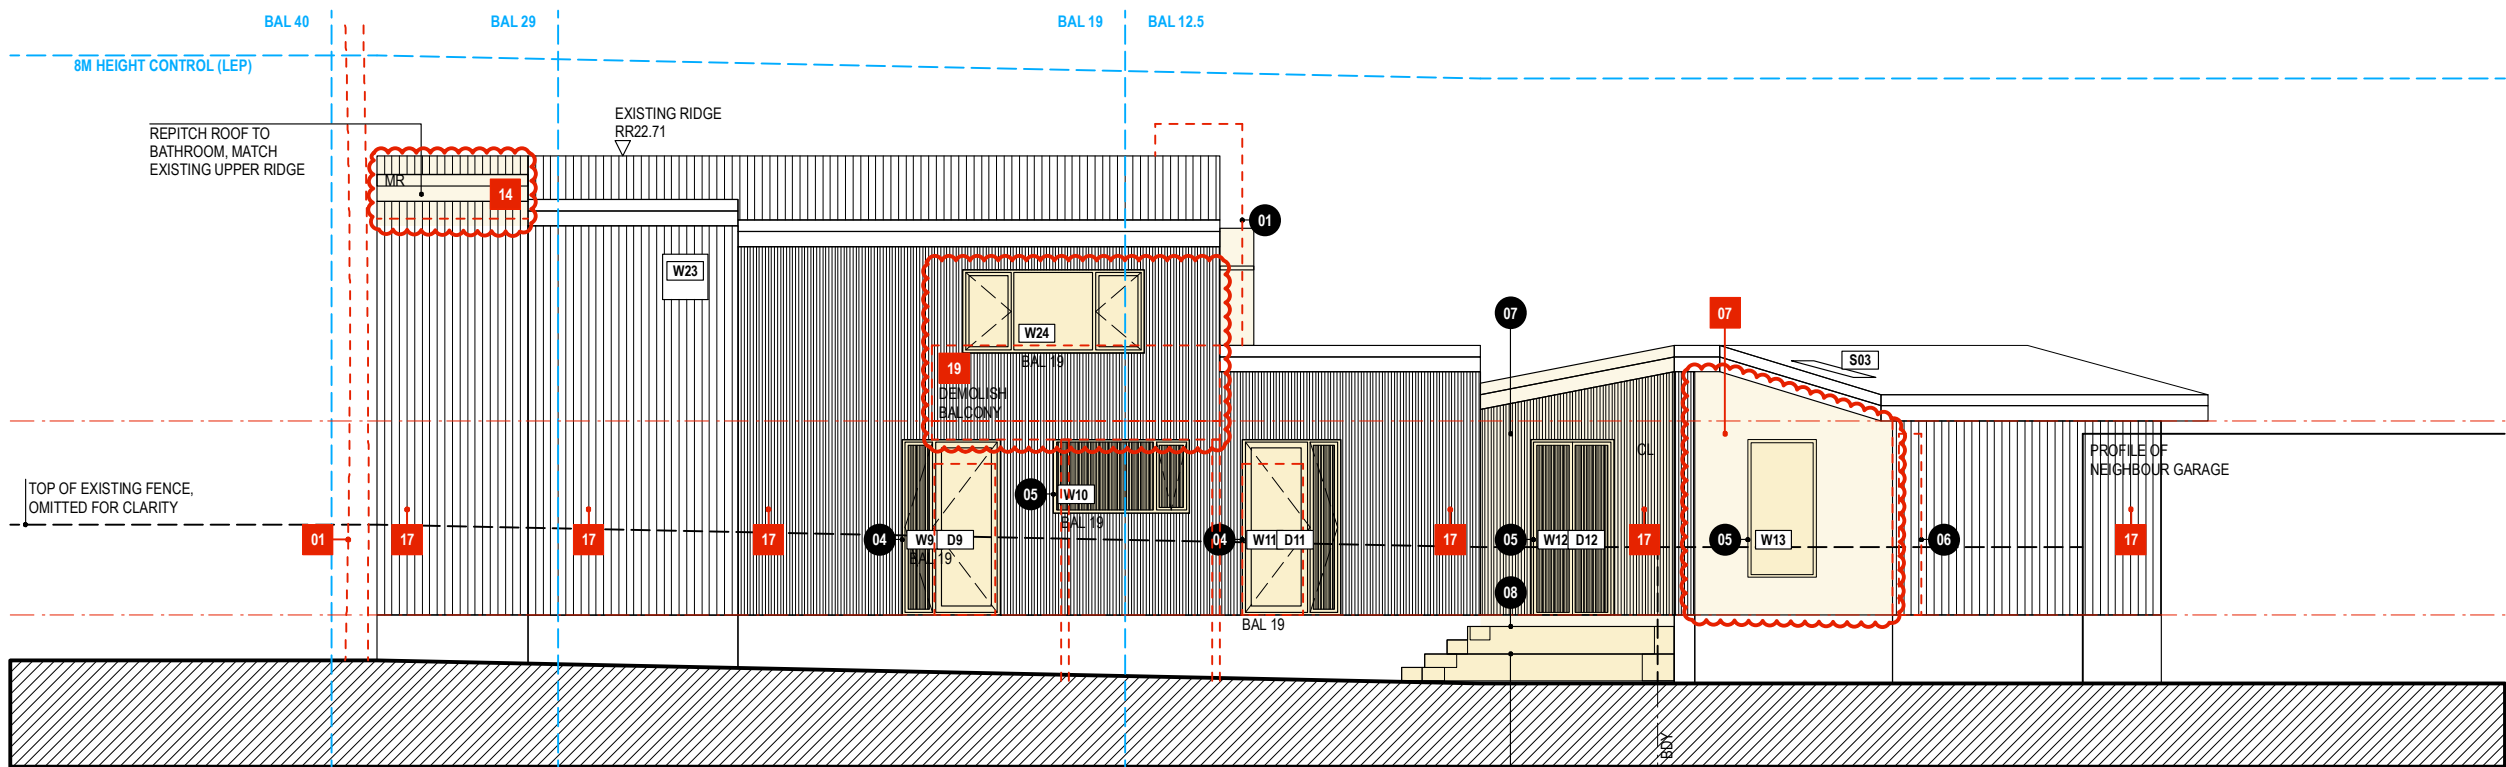 BAL 40
BAL 29
BAL 19
BAL 12.5
8M HEIGHT CONTROL (LEP)
EXISTING RIDGE
RR22.71
REPITCH ROOF TO
BATHROOM, MATCH
EXISTING UPPER RIDGE
MR
14
01
W23
W24
BAL 19
19
DEMOLISH
BALCONY
07
07
S03
CL
PROFILE OF
NEIGHBOUR GARAGE
TOP OF EXISTING FENCE,
OMITTED FOR CLARITY
05
W10
BAL 19
01
17
17
17
04
W9
D9
BAL 19
04
W11
D11
17
05
W12
D12
17
05
W13
06
17
08
BAL 19
BDY